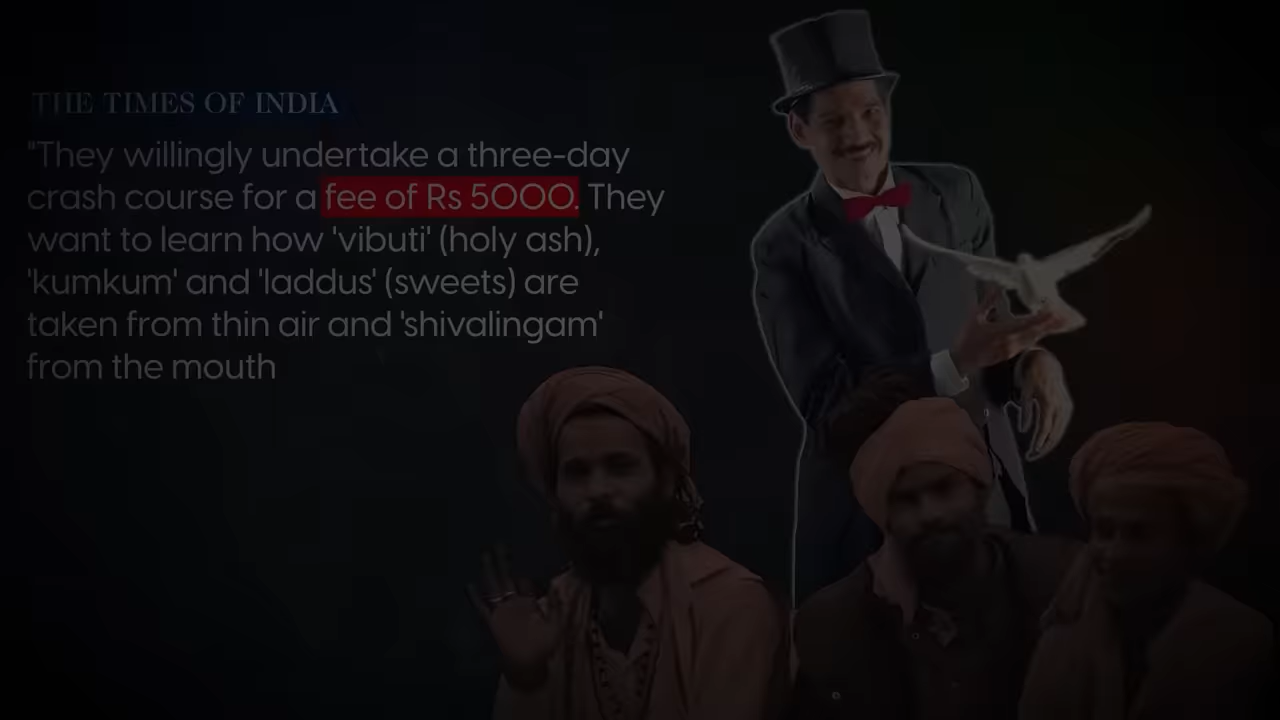 THE TIMES OF INDIA
"They willingly undertake a three-day
crash course for a fee of Rs 5000. They
want to learn how 'vibuti' (holy ash),
'kumkum' and 'laddus' (sweets) are
taken from thin air and 'shivalingam'
from the mouth